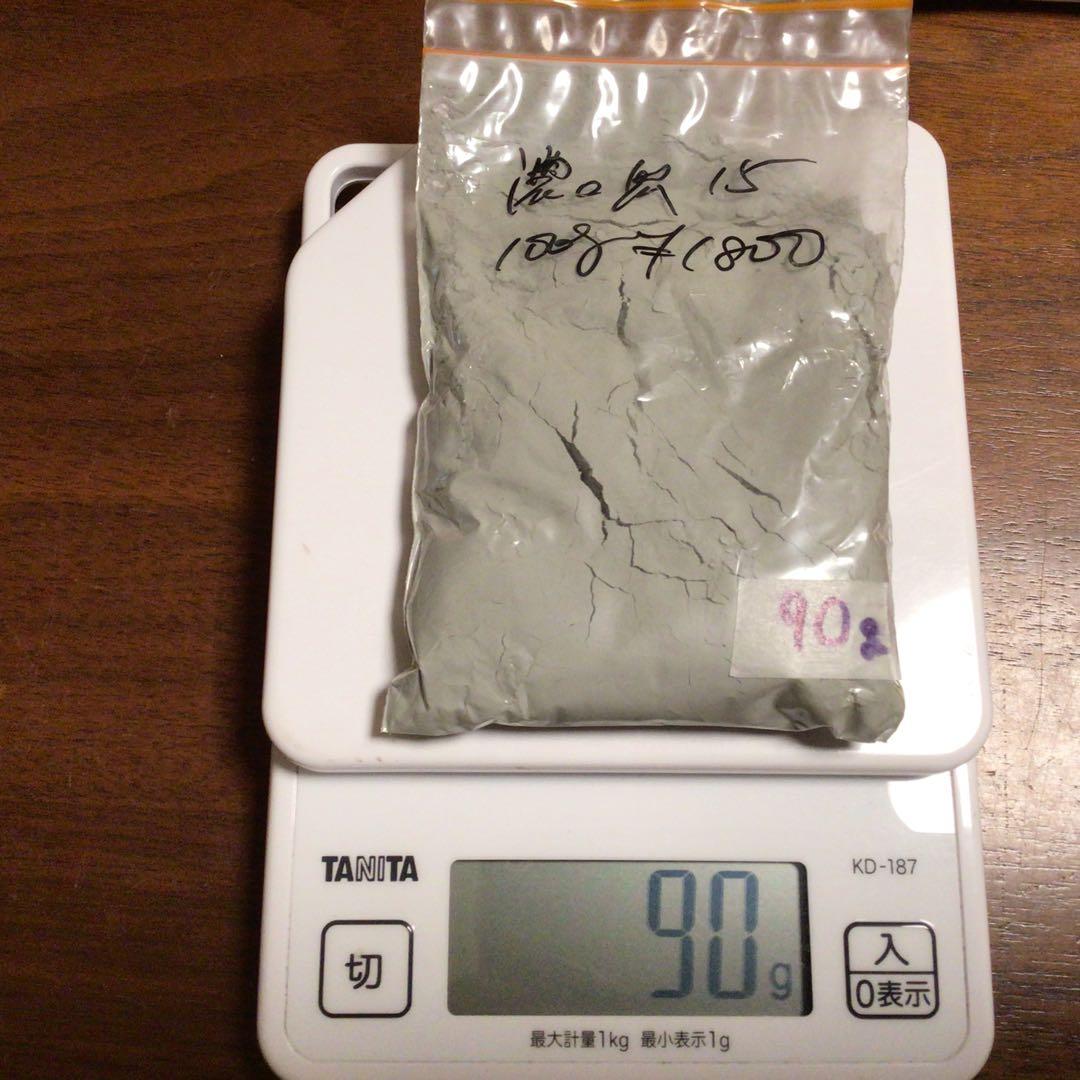 濃口鼠 15
100g ¥1800
90g
TANITA
KD-187
90g
切
入
0表示
最大計量1kg 最小表示1g